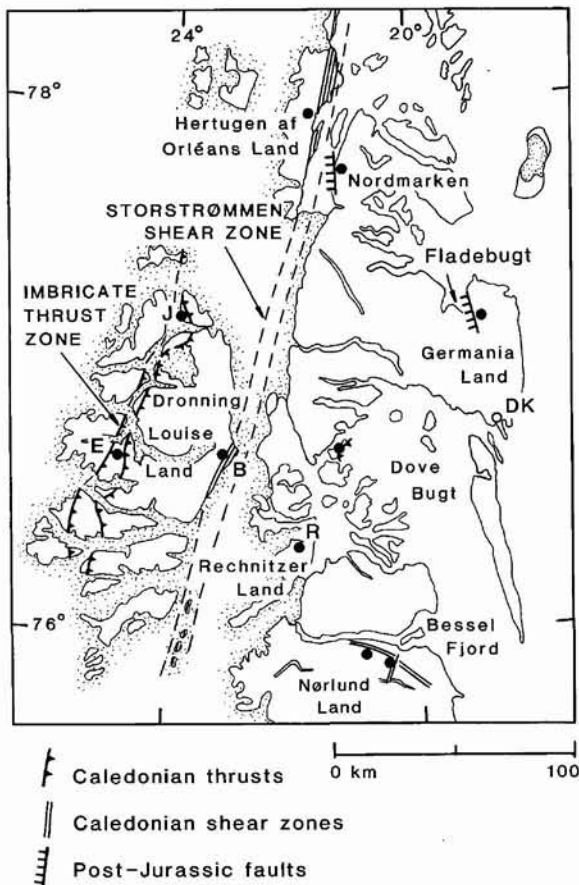 24°
20°
78°
Hertugen af
Orléans Land
Nordmarken
STORSTRØMMEN
SHEAR ZONE
Fladebugt
IMBRICATE
THRUST
ZONE
J
Germania
Land
Dronning
Louise
Land
DK
E
B
Dove
Bugt
R
Rechnitzer
Land
76°
Bessel
Fjord
Nørlund
Land
0 km
100
Caledonian thrusts
Caledonian shear zones
Post-Jurassic faults